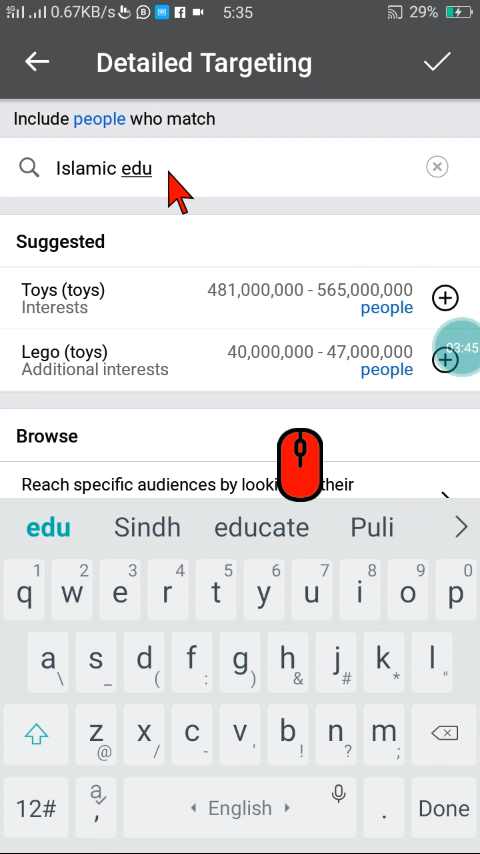 4G 0.67KB/s 5:35 29%
Detailed Targeting
Include people who match
Islamic edu
Suggested
Toys (toys) 481,000,000 - 565,000,000
Interests people
03:45
Lego (toys) 40,000,000 - 47,000,000
Additional interests people
Browse
Reach specific audiences by looki their
edu Sindh educate Puli
1 2 3 4 5 6 7 8 9 0
q w e r t y u i o p
a s d f g h j k l
\ _ ( : ) & # * "
z x c v b n m
@ / - ' ! ? ;
12# a , English . Done